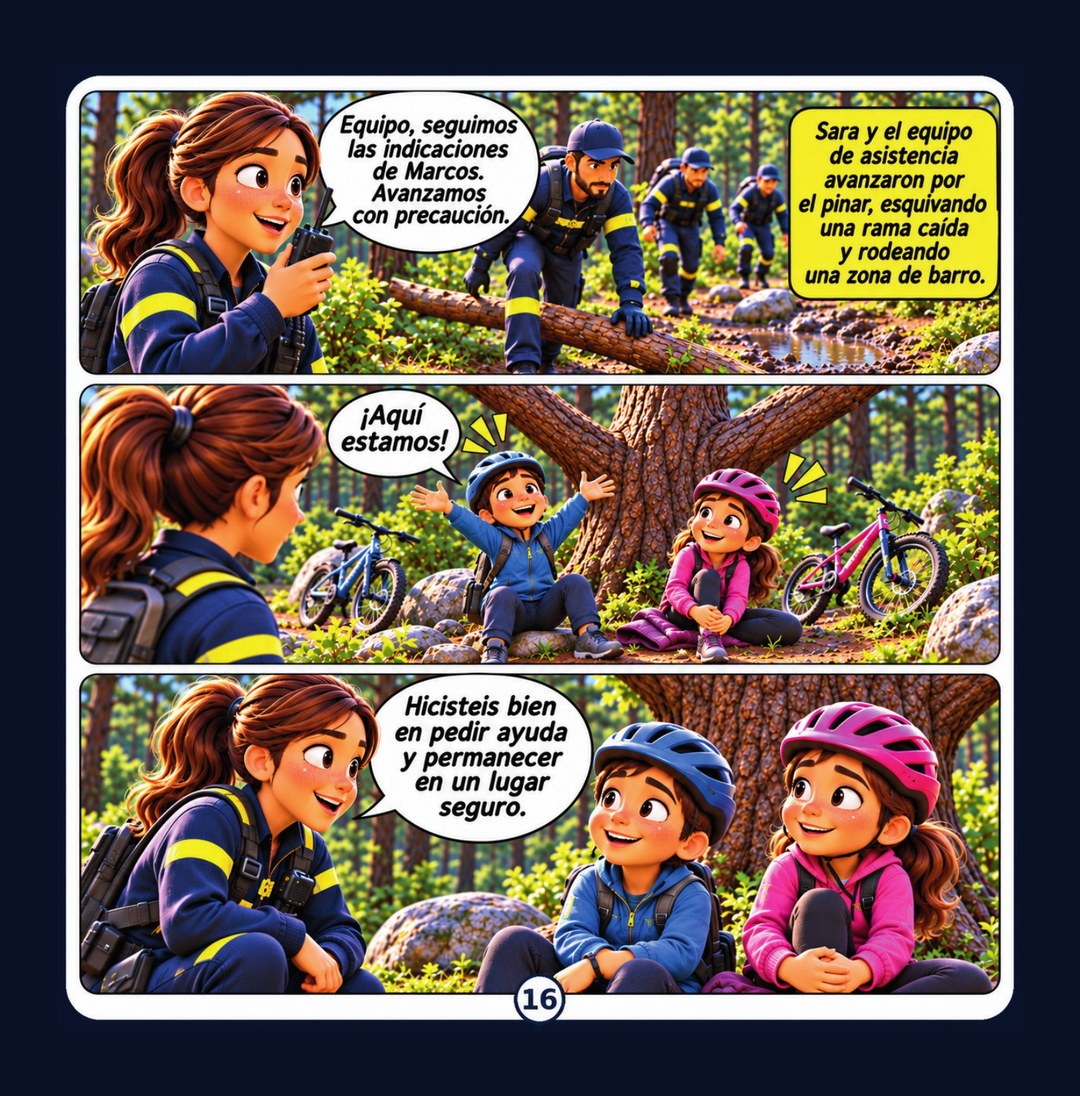 Equipo, seguimos
las indicaciones
de Marcos.
Avanzamos
con precaución.
Sara y el equipo
de asistencia
avanzaron por
el pinar, esquivando
una rama caída
y rodeando
una zona de barro.
¡Aquí
estamos!
Hicisteis bien
en pedir ayuda
y permanecer
en un lugar
seguro.
16